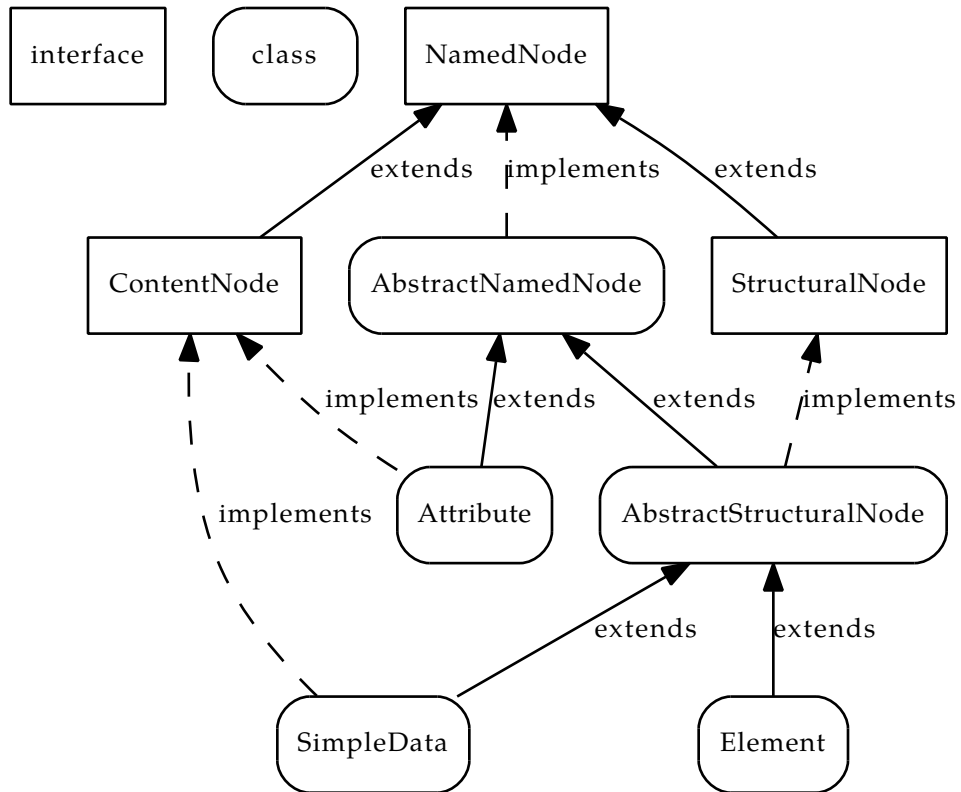 interface
class
NamedNode
extends
implements
extends
ContentNode
AbstractNamedNode
StructuralNode
implements
extends
extends
implements
implements
Attribute
AbstractStructuralNode
extends
extends
SimpleData
Element